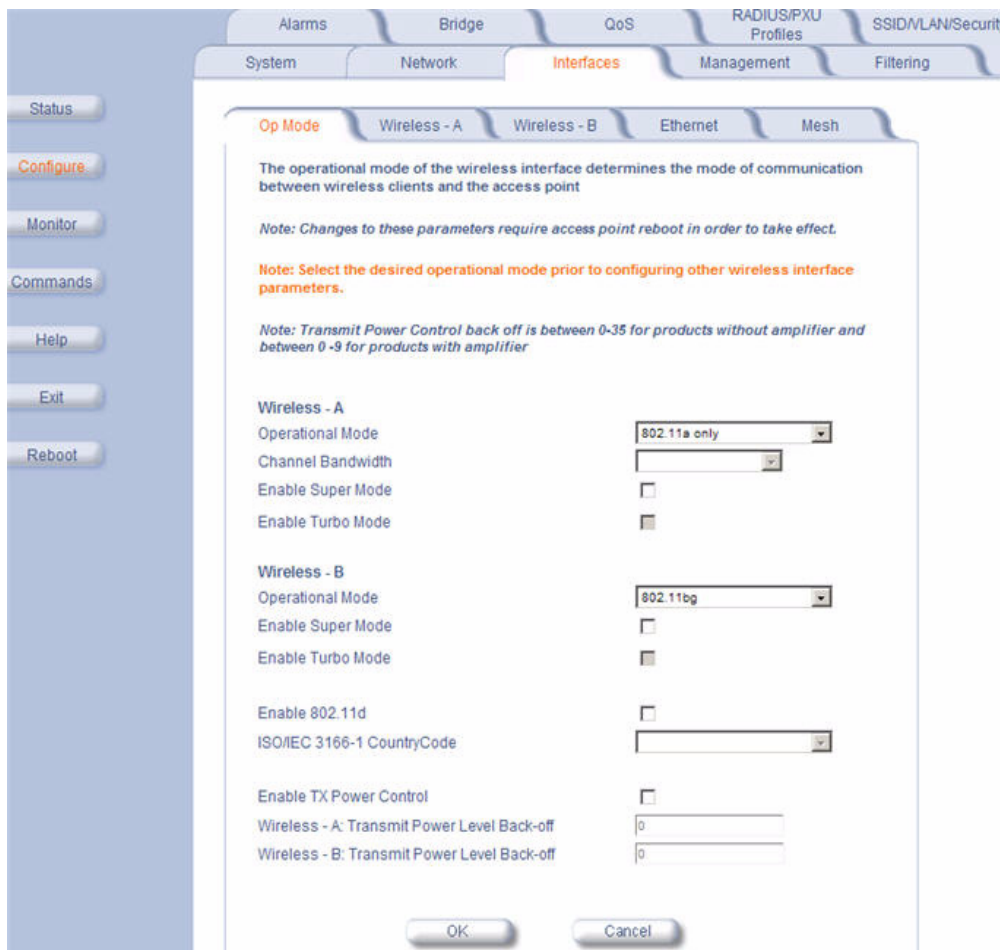 Alarms
Bridge
QoS
RADIUS/PXU
Profiles
SSID/VLAN/Securit
System
Network
Interfaces
Management
Filtering
Status
Configure
Monitor
Commands
Help
Exit
Reboot
Op Mode
Wireless - A
Wireless - B
Ethernet
Mesh
The operational mode of the wireless interface determines the mode of communication
between wireless clients and the access point
Note: Changes to these parameters require access point reboot in order to take effect.
Note: Select the desired operational mode prior to configuring other wireless interface
parameters.
Note: Transmit Power Control back off is between 0-35 for products without amplifier and
between 0 -9 for products with amplifier
Wireless - A
Operational Mode
802.11a only
Channel Bandwidth
Enable Super Mode
Enable Turbo Mode
Wireless - B
Operational Mode
802.11bg
Enable Super Mode
Enable Turbo Mode
Enable 802.11d
ISO/IEC 3166-1 CountryCode
Enable TX Power Control
Wireless - A: Transmit Power Level Back-off
0
Wireless - B: Transmit Power Level Back-off
0
OK
Cancel